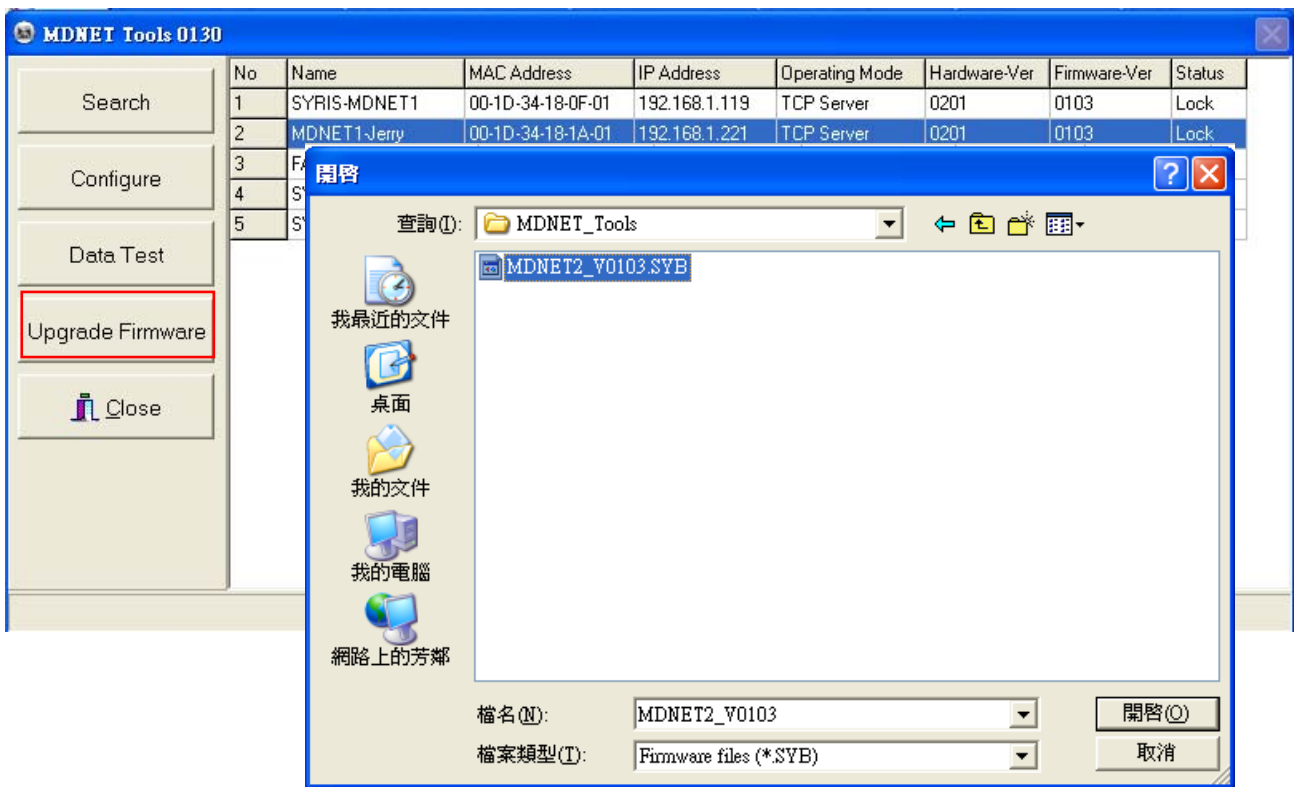 MDNET Tools 0130
Search
Configure
Data Test
Upgrade Firmware
Close
No Name MAC Address IP Address Operating Mode Hardware-Ver Firmware-Ver Status
1 SYRIS-MDNET1 00-1D-34-18-0F-01 192.168.1.119 TCP Server 0201 0103 Lock
2 MDNET1-Jerry 00-1D-34-18-1A-01 192.168.1.221 TCP Server 0201 0103 Lock
3
4
5
開啓
查詢(I): MDNET_Tools
MDNET2_V0103.SYB
我最近的文件
桌面
我的文件
我的電腦
網路上的芳鄰
檔名(N): MDNET2_V0103 開啓(O)
檔案類型(T): Firmware files (*.SYB) 取消